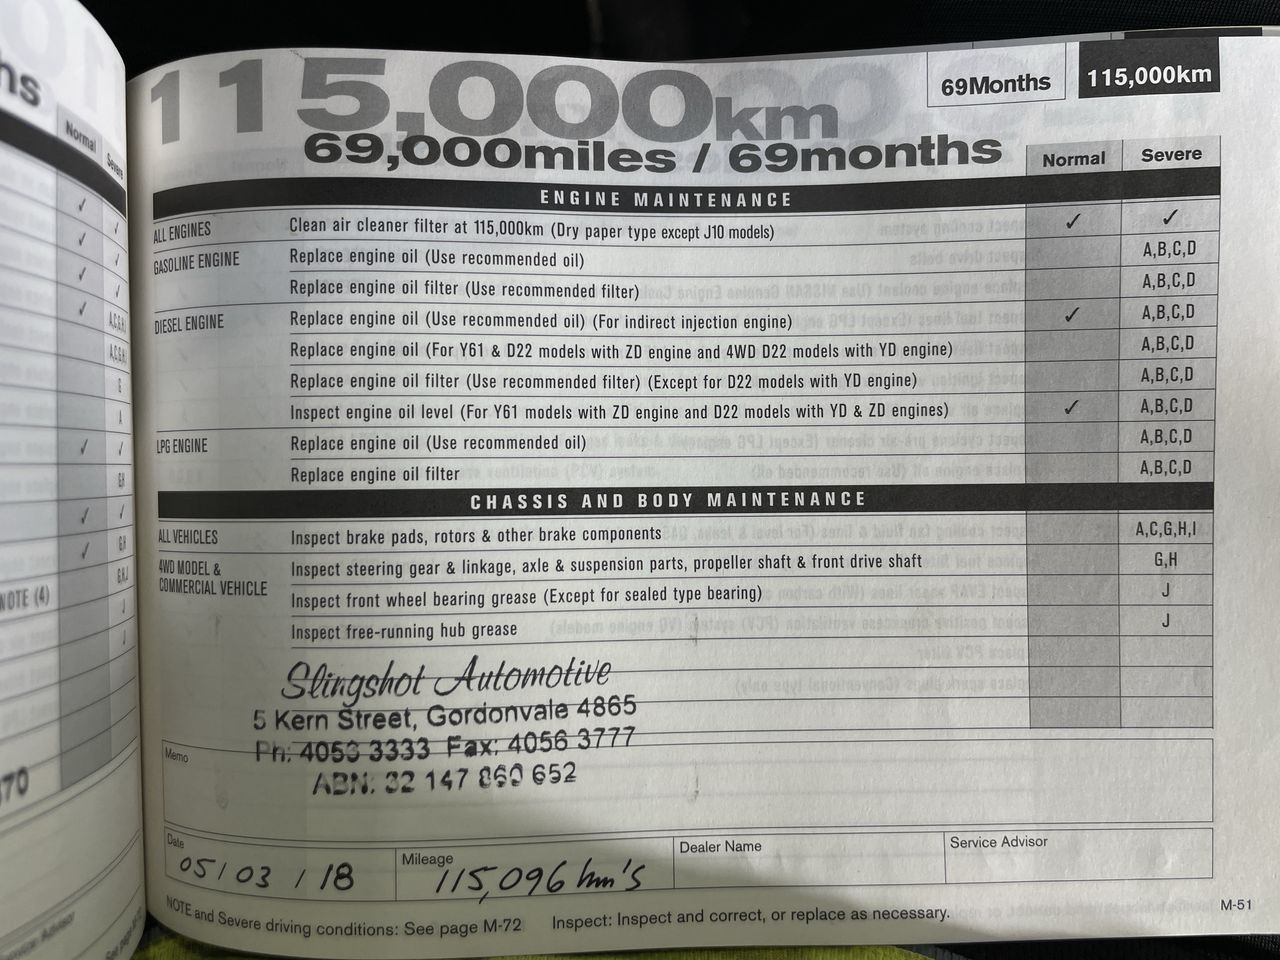 hs
Normal
Severe
✓
✓
✓
✓
✓
✓
✓
A,C,G,H,I
A,C,G,H,I
G
A
✓ ✓
G,H
✓ ✓
✓ G,H
G,H,J
NOTE (4)
J
J
70
115,000km
69,000miles / 69months
69Months
115,000km
Normal Severe
ENGINE MAINTENANCE
ALL ENGINES Clean air cleaner filter at 115,000km (Dry paper type except J10 models) ✓ ✓
GASOLINE ENGINE Replace engine oil (Use recommended oil) A,B,C,D
Replace engine oil filter (Use recommended filter) A,B,C,D
DIESEL ENGINE Replace engine oil (Use recommended oil) (For indirect injection engine) ✓ A,B,C,D
Replace engine oil (For Y61 & D22 models with ZD engine and 4WD D22 models with YD engine) A,B,C,D
Replace engine oil filter (Use recommended filter) (Except for D22 models with YD engine) A,B,C,D
Inspect engine oil level (For Y61 models with ZD engine and D22 models with YD & ZD engines) ✓ A,B,C,D
LPG ENGINE Replace engine oil (Use recommended oil) A,B,C,D
Replace engine oil filter A,B,C,D
CHASSIS AND BODY MAINTENANCE
ALL VEHICLES Inspect brake pads, rotors & other brake components A,C,G,H,I
4WD MODEL & COMMERCIAL VEHICLE Inspect steering gear & linkage, axle & suspension parts, propeller shaft & front drive shaft G,H
Inspect front wheel bearing grease (Except for sealed type bearing) J
Inspect free-running hub grease J
Slingshot Automotive
5 Kern Street, Gordonvale 4865
Ph: 4056 3333 Fax: 4056 3777
ABN: 32 147 860 652
Memo
Date
05/03/18
Mileage
115,096 km's
Dealer Name
Service Advisor
NOTE and Severe driving conditions: See page M-72 Inspect: Inspect and correct, or replace as necessary.
M-51